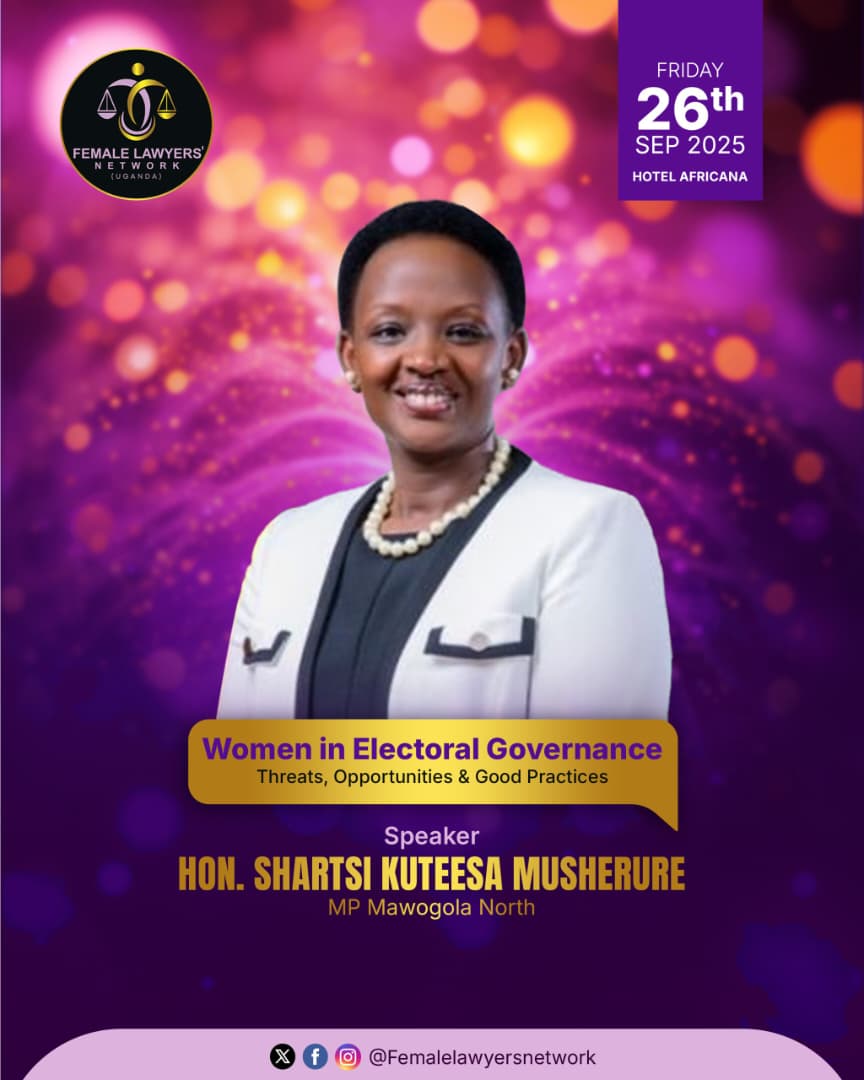 FEMALE LAWYERS'
NETWORK
(UGANDA)
FRIDAY
26th
SEP 2025
HOTEL AFRICANA
Women in Electoral Governance
Threats, Opportunities & Good Practices
Speaker
HON. SHARTSI KUTEESA MUSHERURE
MP Mawogola North
@Femalelawyersnetwork